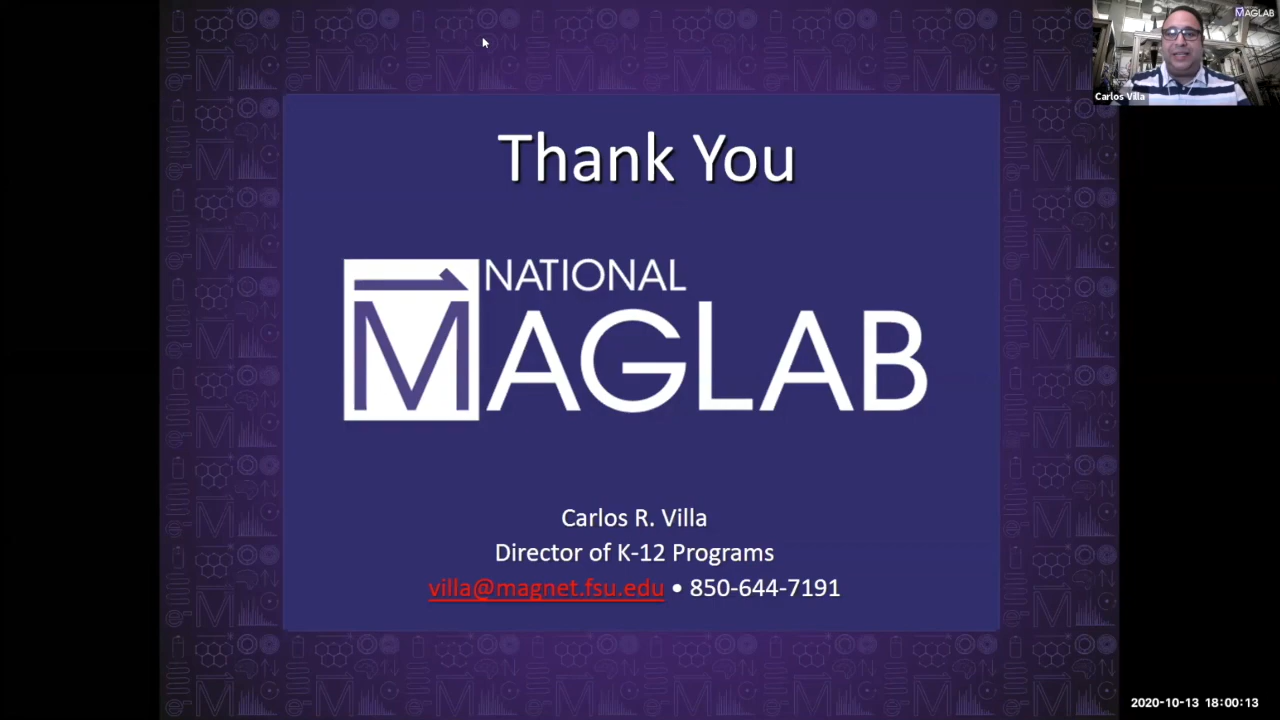 MAGLAB
Carlos Villa
Thank You
NATIONAL
MAGLAB
Carlos R. Villa
Director of K-12 Programs
villa@magnet.fsu.edu • 850-644-7191
2020-10-13 18:00:13